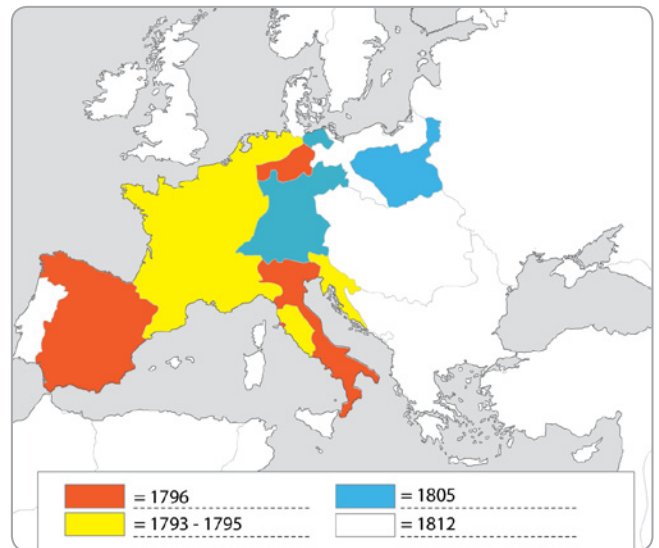 = 1796
= 1805
= 1793 - 1795
= 1812